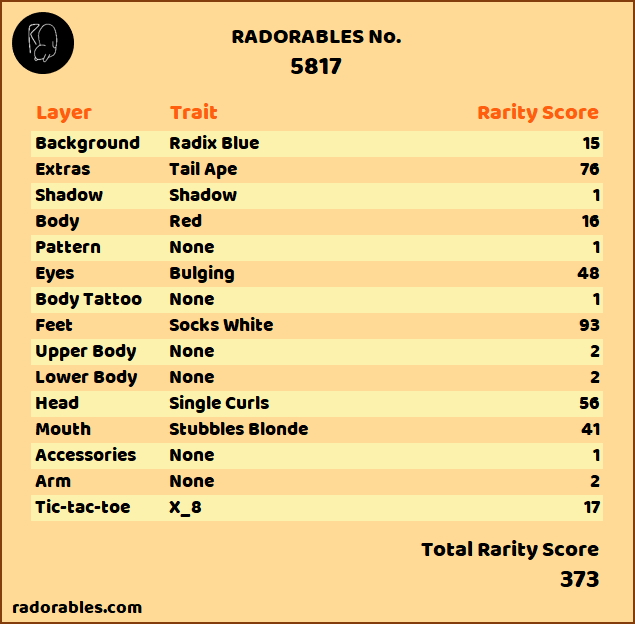 RADORABLES No.
5817
Layer Trait Rarity Score
Background Radix Blue 15
Extras Tail Ape 76
Shadow Shadow 1
Body Red 16
Pattern None 1
Eyes Bulging 48
Body Tattoo None 1
Feet Socks White 93
Upper Body None 2
Lower Body None 2
Head Single Curls 56
Mouth Stubbles Blonde 41
Accessories None 1
Arm None 2
Tic-tac-toe X_8 17
Total Rarity Score
373
radorables.com